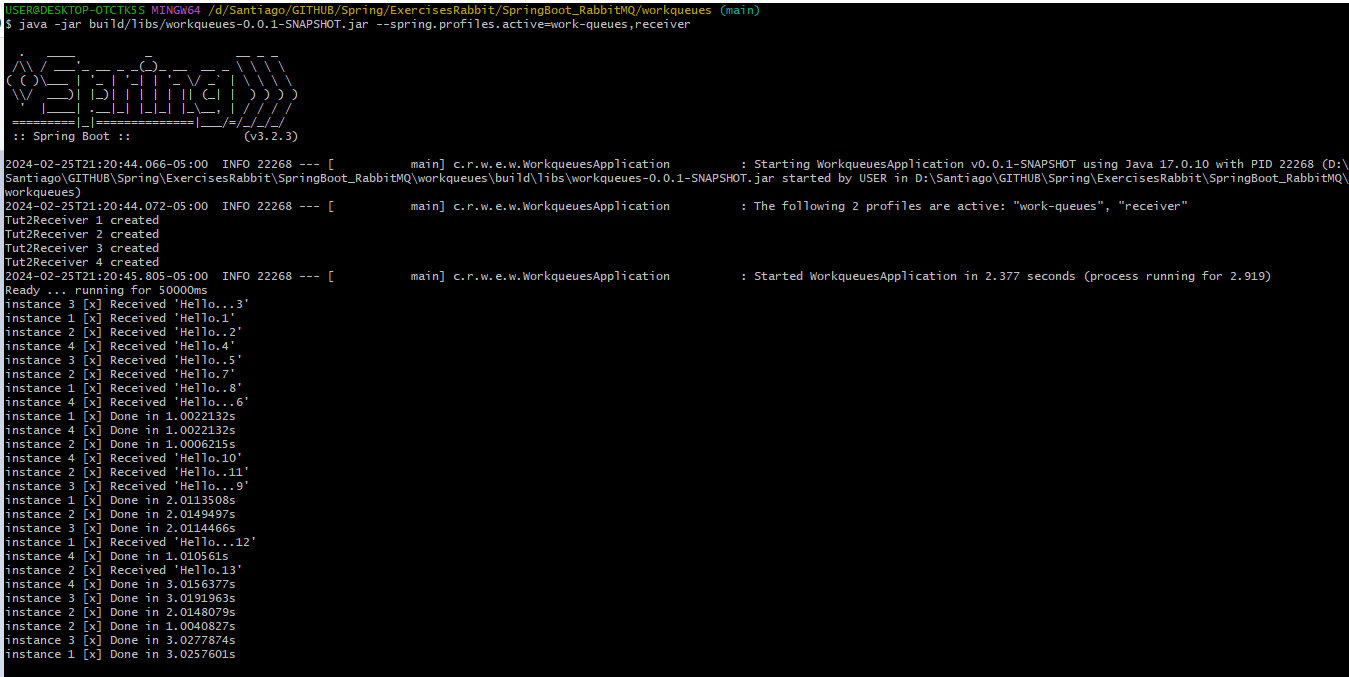 USER@DESKTOP-OTCTK5S MINGW64 /d/Santiago/GITHUB/Spring/ExercisesRabbit/SpringBoot_RabbitMQ/workqueues (main)
$ java -jar build/libs/workqueues-0.0.1-SNAPSHOT.jar --spring.profiles.active=work-queues,receiver
  .   ____          _            __ _ _
 /\\ / ___'_ __ _ _(_)_ __  __ _ \ \ \ \
( ( )\___ | '_ | '_| | '_ \/ _` | \ \ \ \
 \\/  ___)| |_)| | | | | || (_| |  ) ) ) )
  '  |____| .__|_| |_|_| |_\__, | / / / /
 =========|_|==============|___/=/_/_/_/
 :: Spring Boot ::                (v3.2.3)
2024-02-25T21:20:44.066-05:00  INFO 22268 --- [           main] c.r.w.e.w.WorkqueuesApplication          : Starting WorkqueuesApplication v0.0.1-SNAPSHOT using Java 17.0.10 with PID 22268 (D:\
Santiago\GITHUB\Spring\ExercisesRabbit\SpringBoot_RabbitMQ\workqueues\build\libs\workqueues-0.0.1-SNAPSHOT.jar started by USER in D:\Santiago\GITHUB\Spring\ExercisesRabbit\SpringBoot_RabbitMQ\
workqueues)
2024-02-25T21:20:44.072-05:00  INFO 22268 --- [           main] c.r.w.e.w.WorkqueuesApplication          : The following 2 profiles are active: "work-queues", "receiver"
Tut2Receiver 1 created
Tut2Receiver 2 created
Tut2Receiver 3 created
Tut2Receiver 4 created
2024-02-25T21:20:45.805-05:00  INFO 22268 --- [           main] c.r.w.e.w.WorkqueuesApplication          : Started WorkqueuesApplication in 2.377 seconds (process running for 2.919)
Ready ... running for 50000ms
instance 3 [x] Received 'Hello...3'
instance 1 [x] Received 'Hello.1'
instance 2 [x] Received 'Hello..2'
instance 4 [x] Received 'Hello.4'
instance 3 [x] Received 'Hello..5'
instance 2 [x] Received 'Hello.7'
instance 1 [x] Received 'Hello..8'
instance 4 [x] Received 'Hello...6'
instance 1 [x] Done in 1.0022132s
instance 4 [x] Done in 1.0022132s
instance 2 [x] Done in 1.0006215s
instance 4 [x] Received 'Hello.10'
instance 2 [x] Received 'Hello..11'
instance 3 [x] Received 'Hello...9'
instance 1 [x] Done in 2.0113508s
instance 2 [x] Done in 2.0149497s
instance 3 [x] Done in 2.0114466s
instance 1 [x] Received 'Hello...12'
instance 4 [x] Done in 1.010561s
instance 2 [x] Received 'Hello.13'
instance 4 [x] Done in 3.0156377s
instance 3 [x] Done in 3.0191963s
instance 2 [x] Done in 2.0148079s
instance 2 [x] Done in 1.0040827s
instance 3 [x] Done in 3.0277874s
instance 1 [x] Done in 3.0257601s